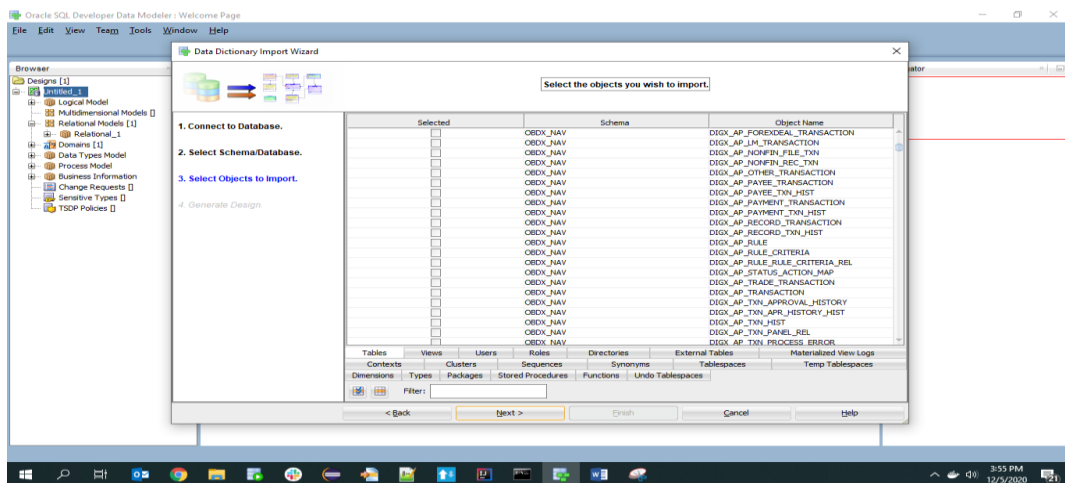 Oracle SQL Developer Data Modeler : Welcome Page
File Edit View Team Tools Window Help
Data Dictionary Import Wizard
Browser
Designs [1]
Untitled_1
Logical Model
Multidimensional Models []
Relational Models [1]
Relational_1
Domains [1]
Data Types Model
Process Model
Business Information
Change Requests []
Sensitive Types []
TSDP Policies []
Select the objects you wish to import.
1. Connect to Database.
2. Select Schema/Database.
3. Select Objects to Import.
4. Generate Design.
Selected Schema Object Name
OBDX_NAV DIGX_AP_FOREXDEAL_TRANSACTION
OBDX_NAV DIGX_AP_LM_TRANSACTION
OBDX_NAV DIGX_AP_NONFIN_FILE_TXN
OBDX_NAV DIGX_AP_NONFIN_REC_TXN
OBDX_NAV DIGX_AP_OTHER_TRANSACTION
OBDX_NAV DIGX_AP_PAYEE_TRANSACTION
OBDX_NAV DIGX_AP_PAYEE_TXN_HIST
OBDX_NAV DIGX_AP_PAYMENT_TRANSACTION
OBDX_NAV DIGX_AP_PAYMENT_TXN_HIST
OBDX_NAV DIGX_AP_RECORD_TRANSACTION
OBDX_NAV DIGX_AP_RECORD_TXN_HIST
OBDX_NAV DIGX_AP_RULE
OBDX_NAV DIGX_AP_RULE_CRITERIA
OBDX_NAV DIGX_AP_RULE_RULE_CRITERIA_REL
OBDX_NAV DIGX_AP_STATUS_ACTION_MAP
OBDX_NAV DIGX_AP_TRADE_TRANSACTION
OBDX_NAV DIGX_AP_TRANSACTION
OBDX_NAV DIGX_AP_TXN_APPROVAL_HISTORY
OBDX_NAV DIGX_AP_TXN_APR_HISTORY_HIST
OBDX_NAV DIGX_AP_TXN_HIST
OBDX_NAV DIGX_AP_TXN_PANEL_REL
OBDX_NAV DIGX_AP_TXN_PROCESS_ERROR
Tables Views Users Roles Directories External Tables Materialized View Logs
Contexts Clusters Sequences Synonyms Tablespaces Temp Tablespaces
Dimensions Types Packages Stored Procedures Functions Undo Tablespaces
Filter:
< Back Next > Finish Cancel Help
ator
3:55 PM
12/5/2020